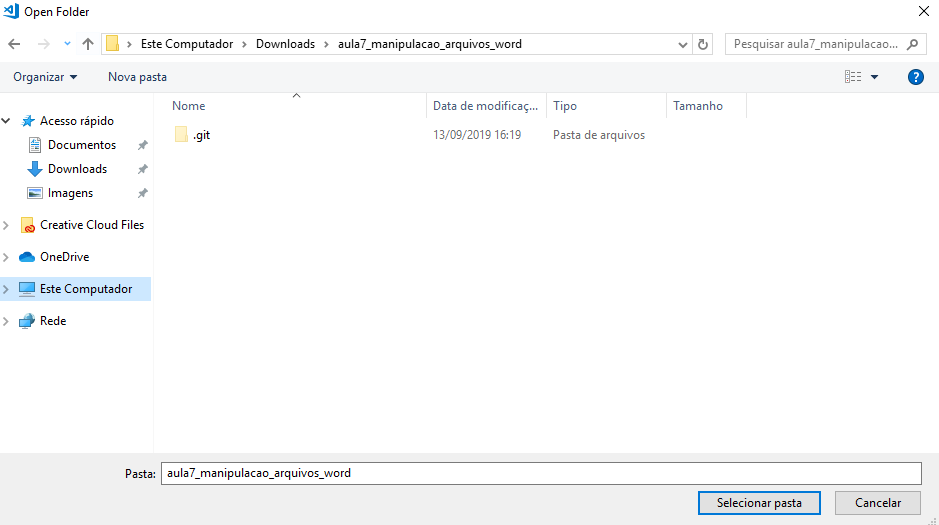 Open Folder
Este Computador > Downloads > aula7_manipulacao_arquivos_word
Pesquisar aula7_manipulacao...
Organizar Nova pasta
Nome Data de modificaç... Tipo Tamanho
.git 13/09/2019 16:19 Pasta de arquivos
Acesso rápido
Documentos
Downloads
Imagens
Creative Cloud Files
OneDrive
Este Computador
Rede
Pasta: aula7_manipulacao_arquivos_word
Selecionar pasta Cancelar